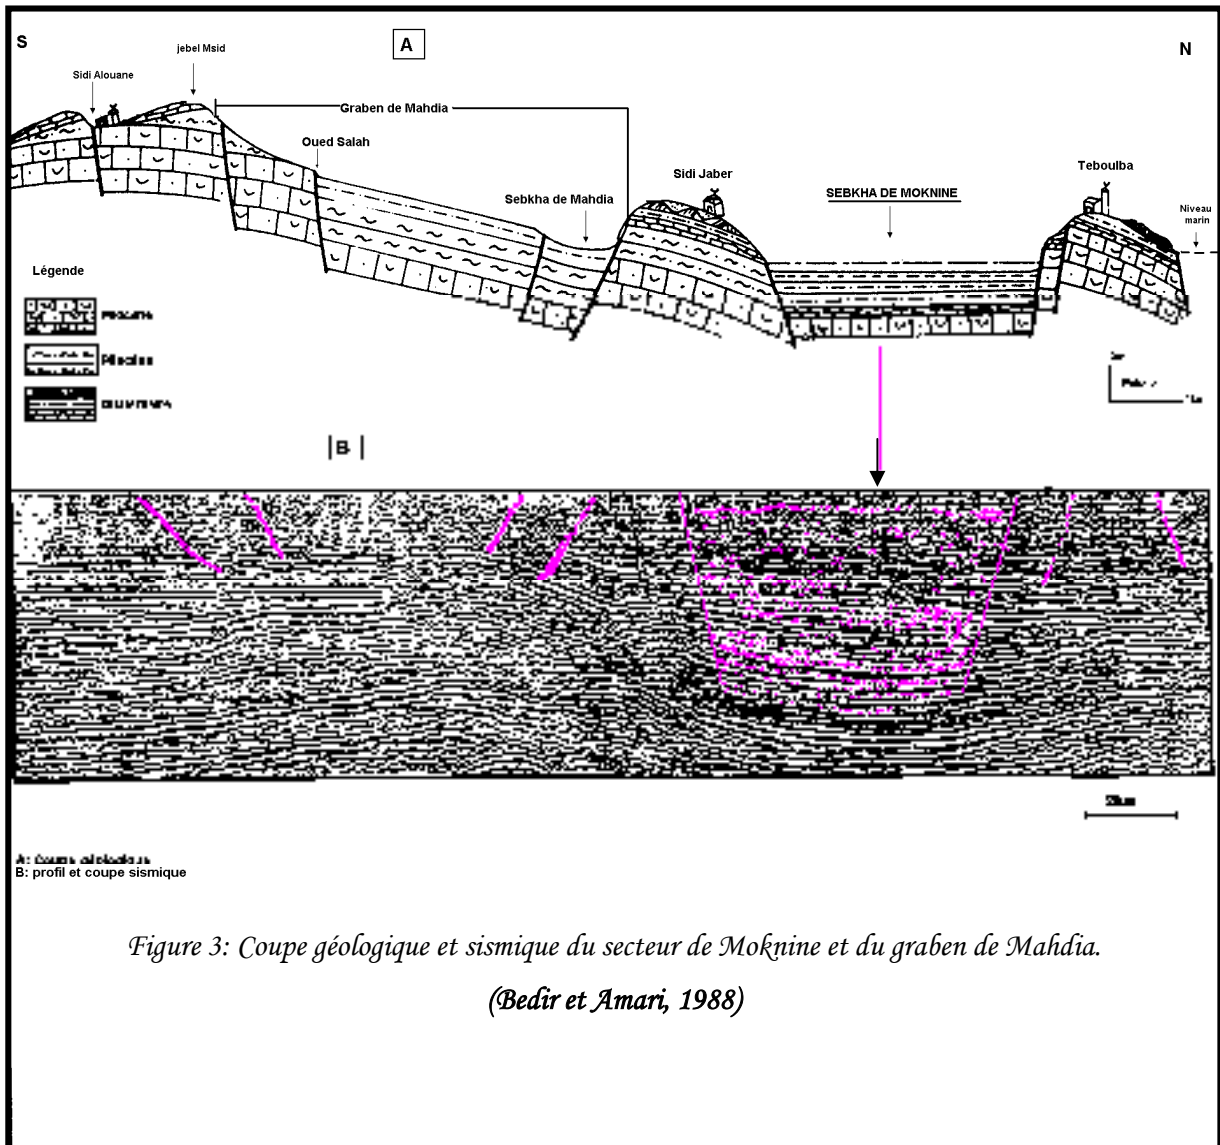 S
A
N
jebel Msid
Sidi Alouane
Graben de Mahdia
Oued Salah
Sidi Jaber
Teboulba
SEBKHA DE MOKNINE
Sebkha de Mahdia
Niveau
marin
Légende
B
A: Coupe géologique
B: profil et coupe sismique
Figure 3: Coupe géologique et sismique du secteur de Moknine et du graben de Mahdia.
(Bedir et Amari, 1988)